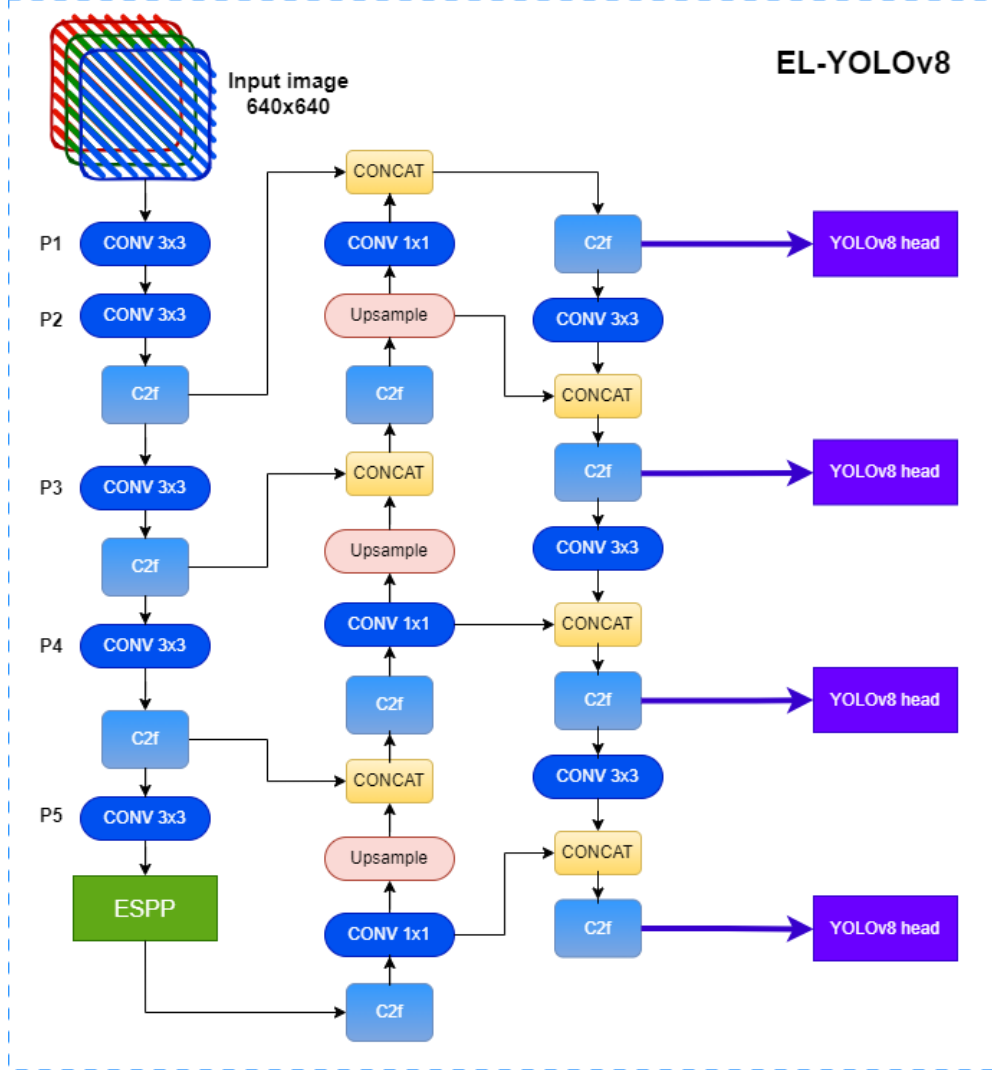 EL-YOLOv8
Input image
640x640
P1
CONV 3x3
P2
CONV 3x3
C2f
P3
CONV 3x3
C2f
P4
CONV 3x3
C2f
P5
CONV 3x3
ESPP
CONCAT
CONV 1x1
Upsample
C2f
CONCAT
Upsample
CONV 1x1
C2f
CONCAT
Upsample
CONV 1x1
C2f
C2f
CONV 3x3
CONCAT
C2f
CONV 3x3
CONCAT
C2f
CONV 3x3
CONCAT
C2f
YOLOv8 head
YOLOv8 head
YOLOv8 head
YOLOv8 head